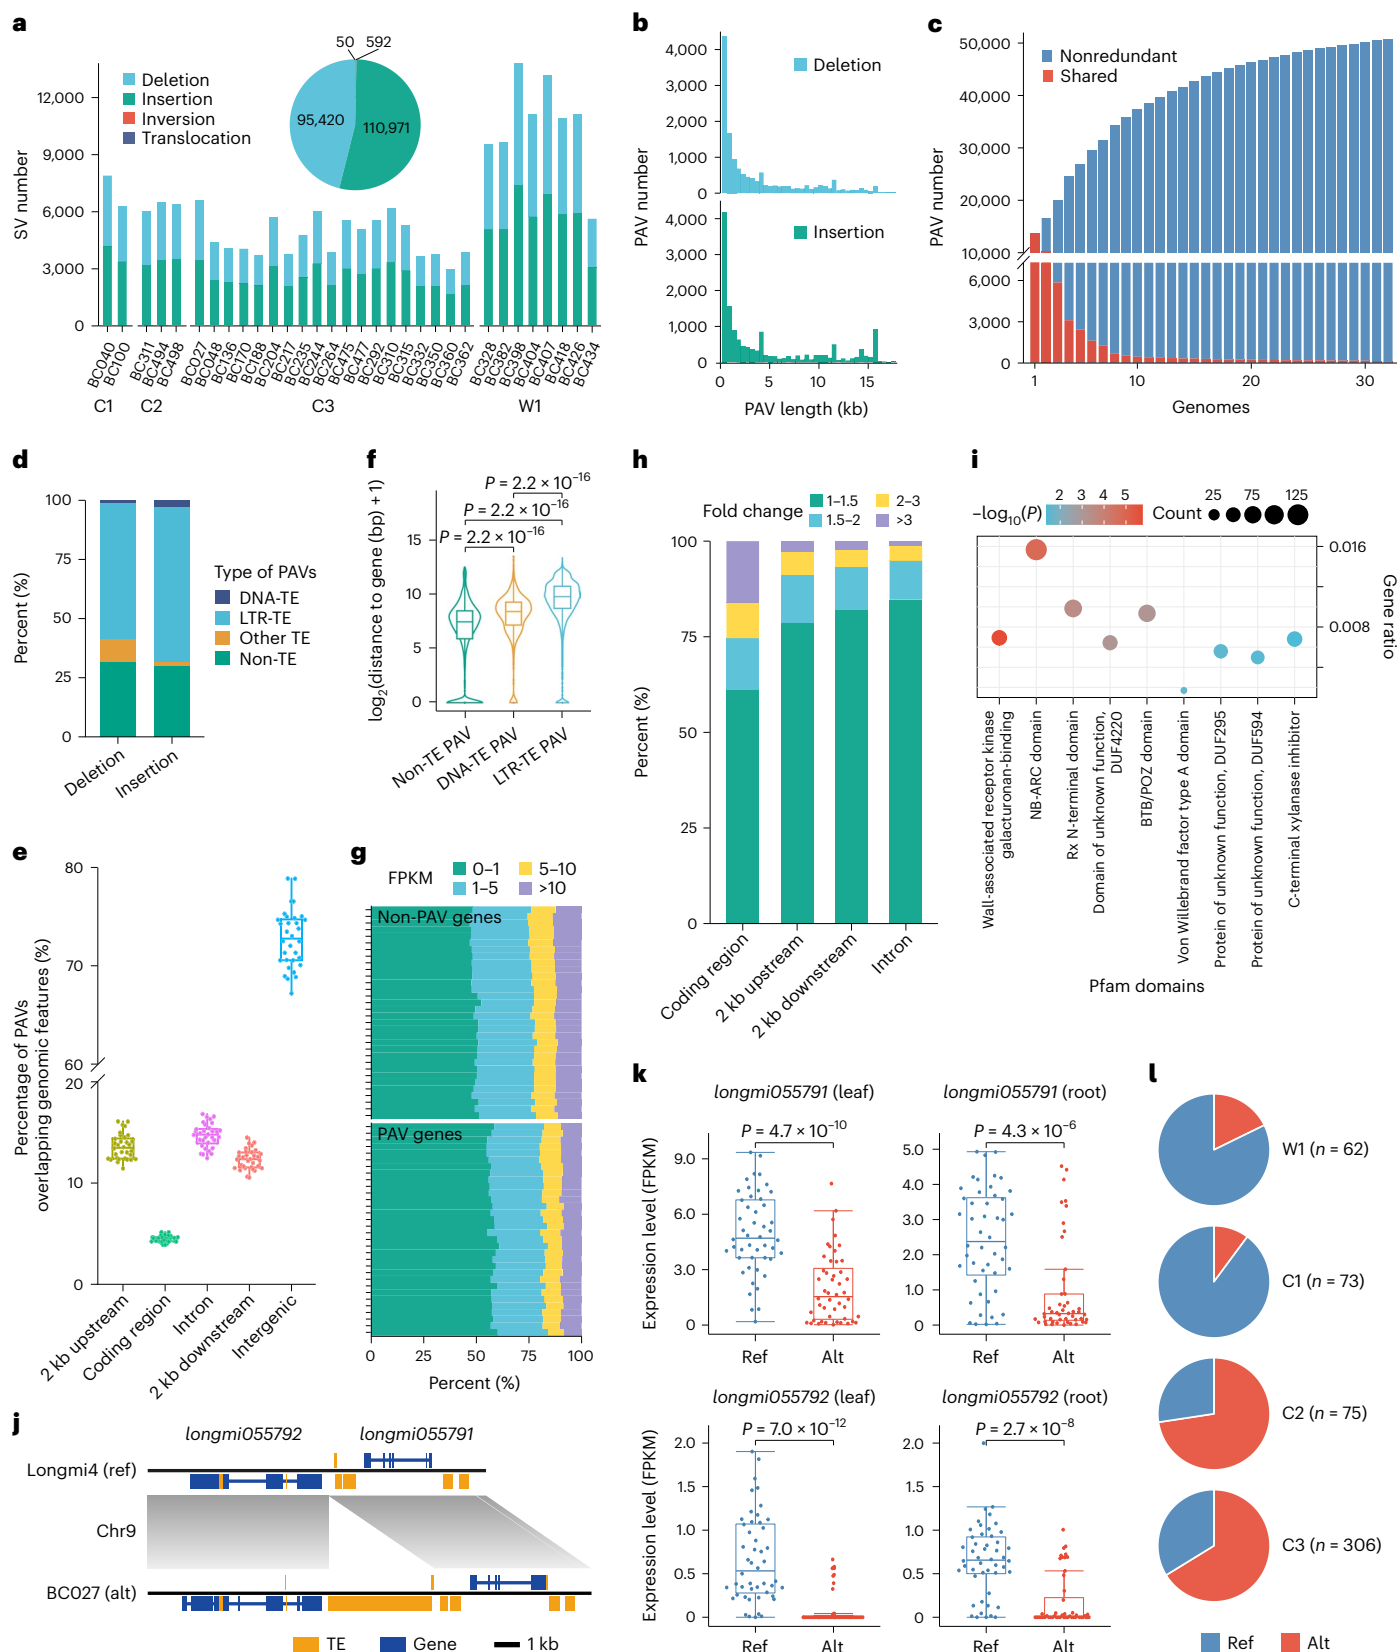 a
50
592
95,420
110,971
Deletion
Insertion
Inversion
Translocation
SV number
12,000
9,000
6,000
3,000
0
BC040
BC100
BC311
BC494
BC498
BC027
BC048
BC136
BC170
BC188
BC204
BC217
BC235
BC244
BC264
BC475
BC477
BC292
BC310
BC315
BC332
BC350
BC360
BC362
BC328
BC382
BC398
BC404
BC407
BC418
BC426
BC434
C1
C2
C3
W1
b
PAV number
4,000
3,000
2,000
1,000
0
Deletion
4,000
3,000
2,000
1,000
0
Insertion
0
5
10
15
PAV length (kb)
c
PAV number
50,000
40,000
30,000
20,000
10,000
6,000
3,000
0
Nonredundant
Shared
1
10
20
30
Genomes
d
Percent (%)
100
75
50
25
0
Deletion
Insertion
Type of PAVs
DNA-TE
LTR-TE
Other TE
Non-TE
f
log2(distance to gene (bp) + 1)
P = 2.2 × 10−16
P = 2.2 × 10−16
P = 2.2 × 10−16
15
10
5
0
Non-TE PAV
DNA-TE PAV
LTR-TE PAV
h
Fold change
1–1.5
1.5–2
2–3
>3
Percent (%)
100
75
50
25
0
Coding region
2 kb upstream
2 kb downstream
Intron
i
−log10(P)
2 3 4 5
Count
25 75 125
0.016
0.008
Gene ratio
Wall-associated receptor kinase
galacturonan-binding
NB-ARC domain
Rx N-terminal domain
Domain of unknown function,
DUF4220
BTB/POZ domain
Von Willebrand factor type A domain
Protein of unknown function, DUF295
Protein of unknown function, DUF594
C-terminal xylanase inhibitor
Pfam domains
e
Percentage of PAVs
overlapping genomic features (%)
80
70
60
20
10
0
2 kb upstream
Coding region
Intron
2 kb downstream
Intergenic
g
FPKM
0–1
1–5
5–10
>10
Non-PAV genes
PAV genes
0
25
50
75
100
Percent (%)
j
longmi055792
longmi055791
Longmi4 (ref)
Chr9
BC027 (alt)
TE
Gene
1 kb
k
longmi055791 (leaf)
P = 4.7 × 10−10
Expression level (FPKM)
9.0
6.0
3.0
0
Ref
Alt
longmi055791 (root)
P = 4.3 × 10−6
5.0
4.0
3.0
2.0
1.0
0
Ref
Alt
longmi055792 (leaf)
P = 7.0 × 10−12
Expression level (FPKM)
2.0
1.5
1.0
0.5
0
Ref
Alt
longmi055792 (root)
P = 2.7 × 10−8
2.0
1.5
1.0
0.5
0
Ref
Alt
l
W1 (n = 62)
C1 (n = 73)
C2 (n = 75)
C3 (n = 306)
Ref
Alt